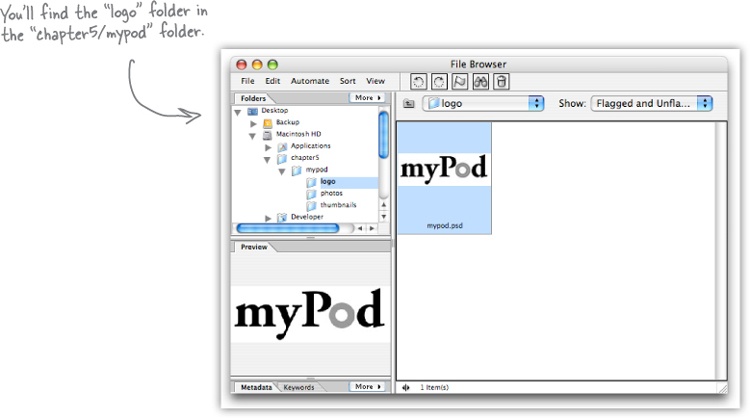 You'll find the "logo" folder in
the "chapter5/mypod" folder.
File Browser
File Edit Automate Sort View
Folders More
logo Show: Flagged and Unfla...
Desktop
Backup
Macintosh HD
Applications
chapter5
mypod
logo
photos
thumbnails
Developer
myPod
mypod.psd
Preview
myPod
Metadata Keywords More
1 Item(s)